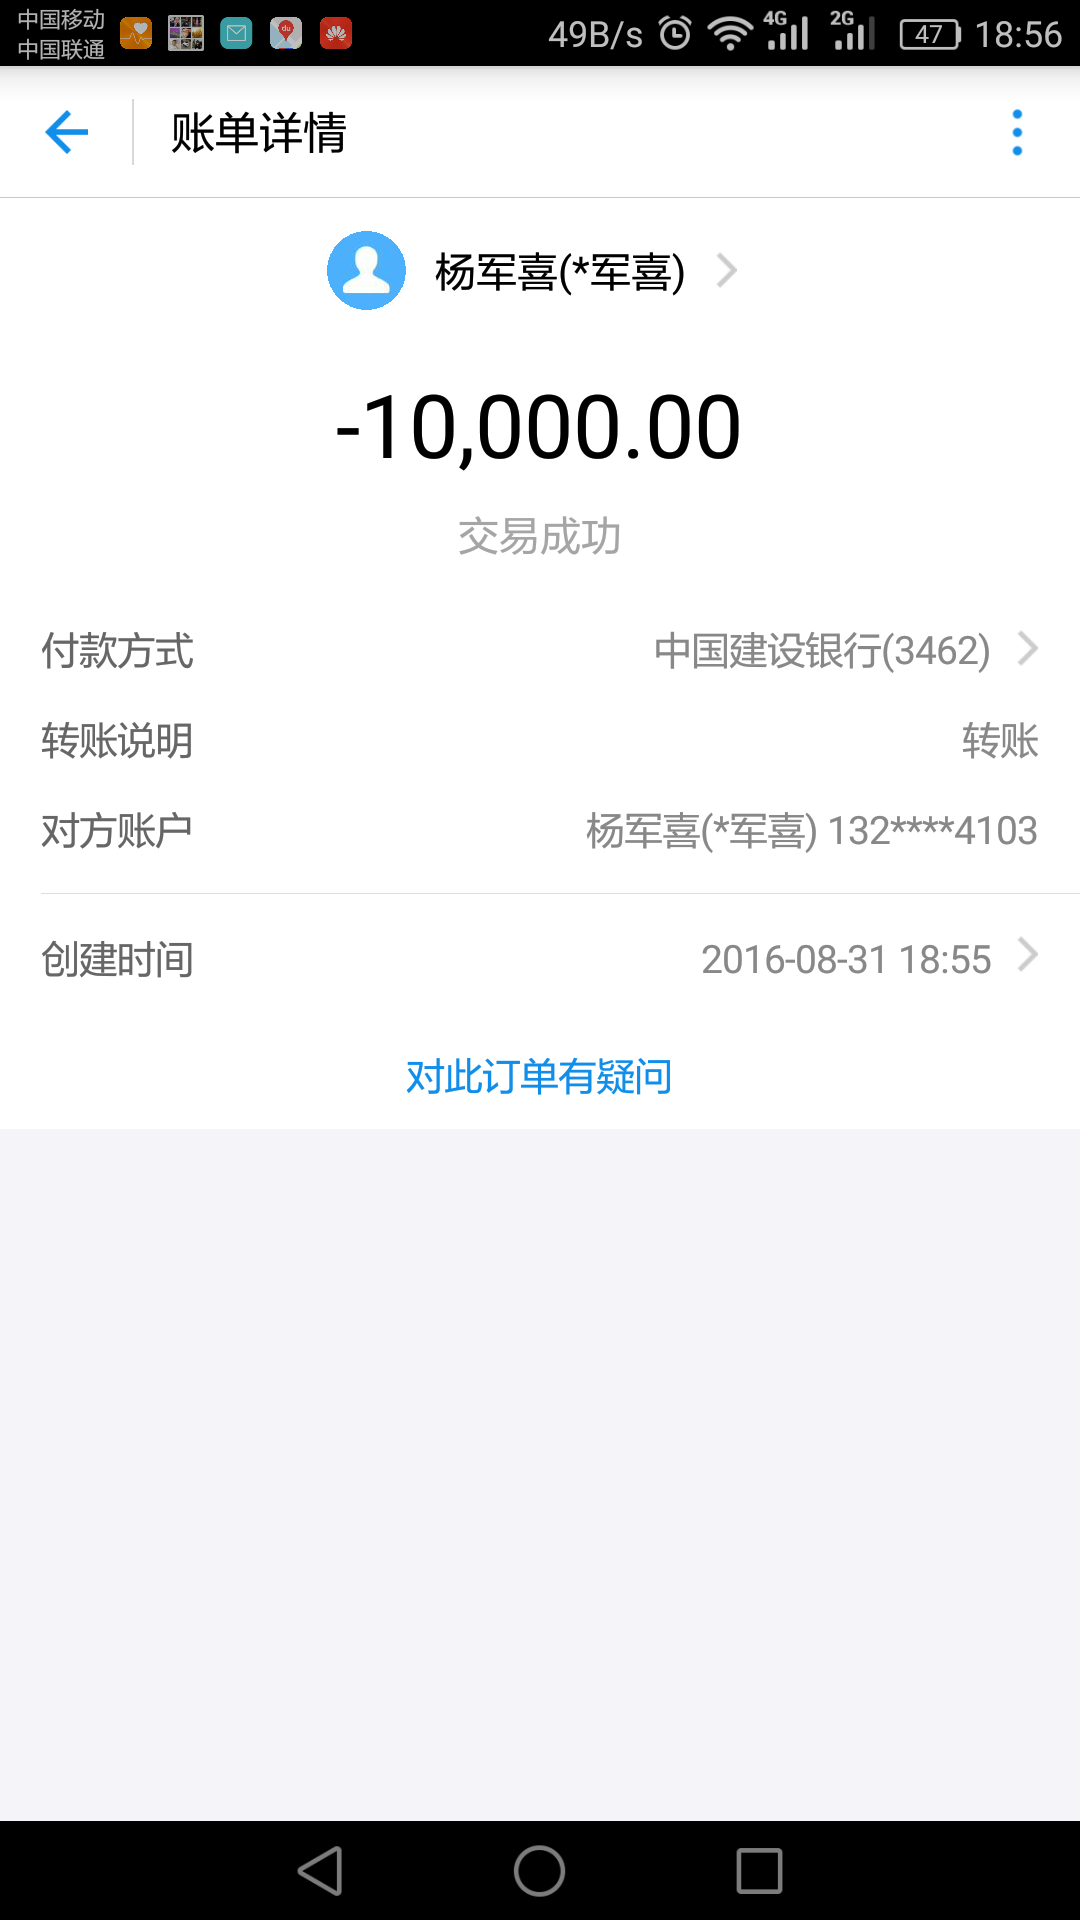 中国移动
中国联通
49B/s 4G 2G 47 18:56
du
账单详情
杨军喜(*军喜)
-10,000.00
交易成功
付款方式 中国建设银行(3462)
转账说明 转账
对方账户 杨军喜(*军喜) 132****4103
创建时间 2016-08-31 18:55
对此订单有疑问